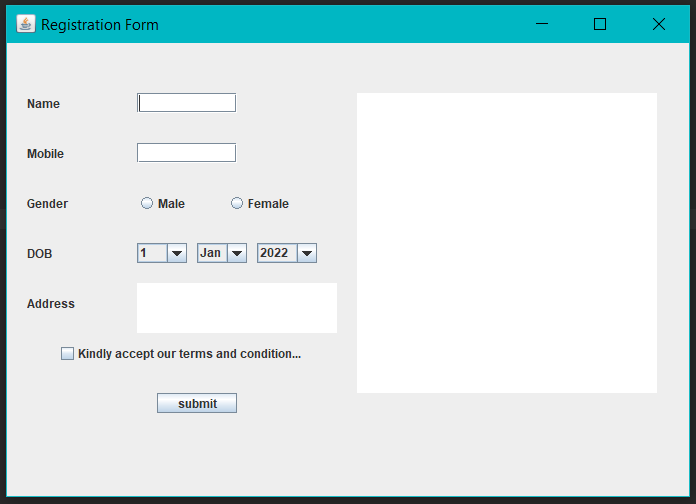 Registration Form
Name
Mobile
Gender Male Female
DOB 1 Jan 2022
Address
Kindly accept our terms and condition...
submit